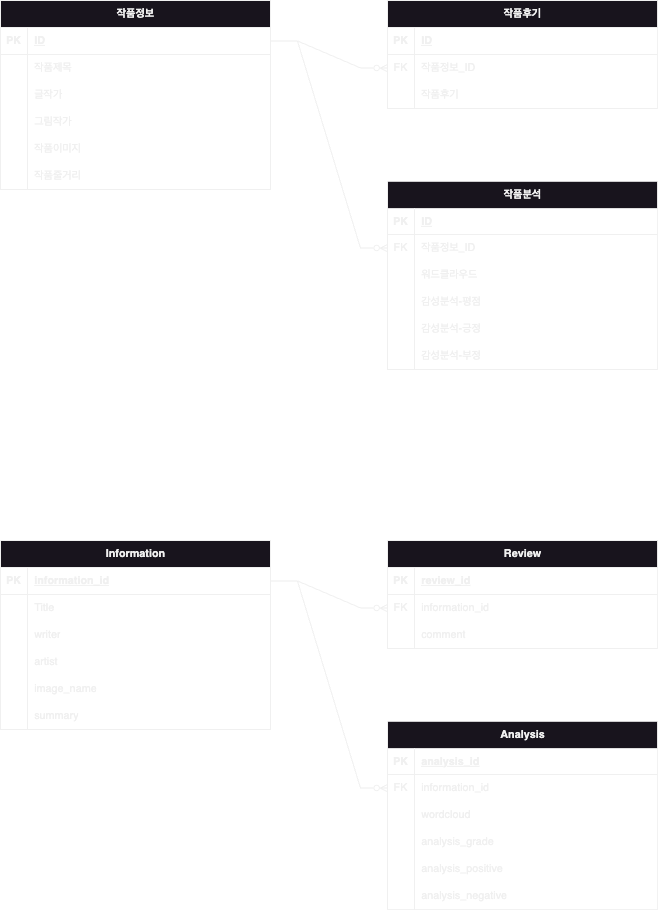 작품정보
PK ID
작품제목
글작가
그림작가
작품이미지
작품줄거리
작품후기
PK ID
FK 작품정보_ID
작품후기
작품분석
PK ID
FK 작품정보_ID
워드클라우드
감성분석-평점
감성분석-긍정
감성분석-부정
Information
PK information_id
Title
writer
artist
image_name
summary
Review
PK review_id
FK information_id
comment
Analysis
PK analysis_id
FK information_id
wordcloud
analysis_grade
analysis_positive
analysis_negative